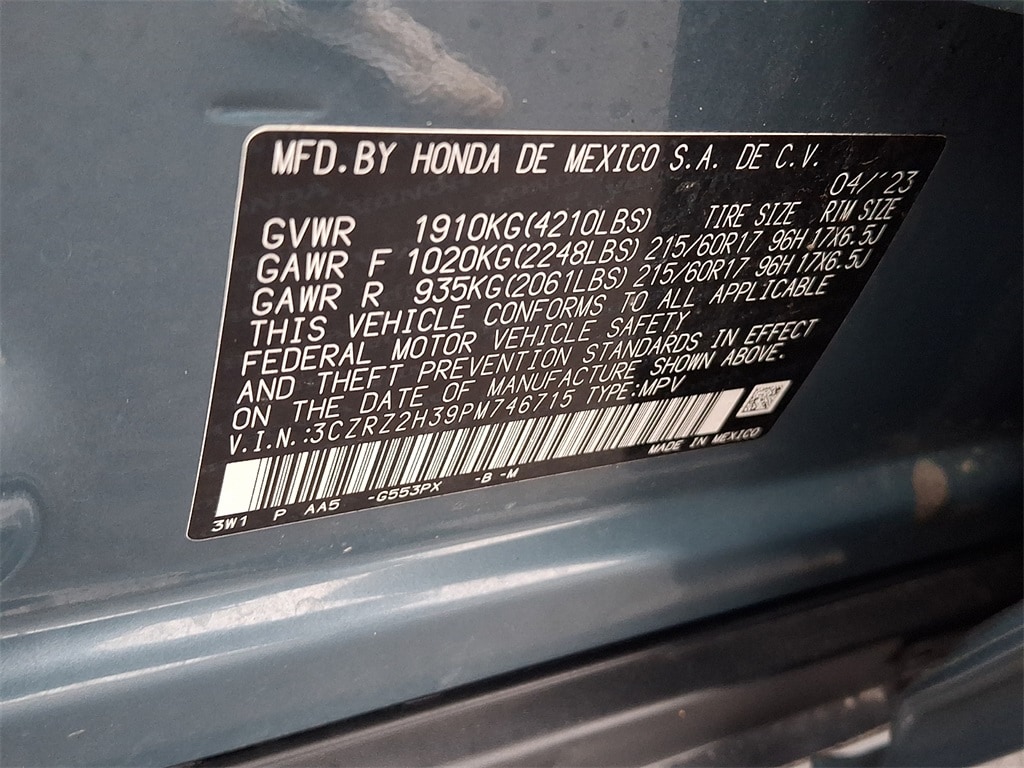 MFD.BY HONDA DE MEXICO S.A. DE C.V.
04/'23
GVWR 1910KG(4210LBS) TIRE SIZE RIM SIZE
GAWR F 1020KG(2248LBS) 215/60R17 96H 17X6.5J
GAWR R 935KG(2061LBS) 215/60R17 96H 17X6.5J
THIS VEHICLE CONFORMS TO ALL APPLICABLE
FEDERAL MOTOR VEHICLE SAFETY
AND THEFT PREVENTION STANDARDS IN EFFECT
ON THE DATE OF MANUFACTURE SHOWN ABOVE.
V.I.N.:3CZRZ2H39PM746715 TYPE:MPV
MADE IN MEXICO
3W1 P AA5 -G553PX -B -M